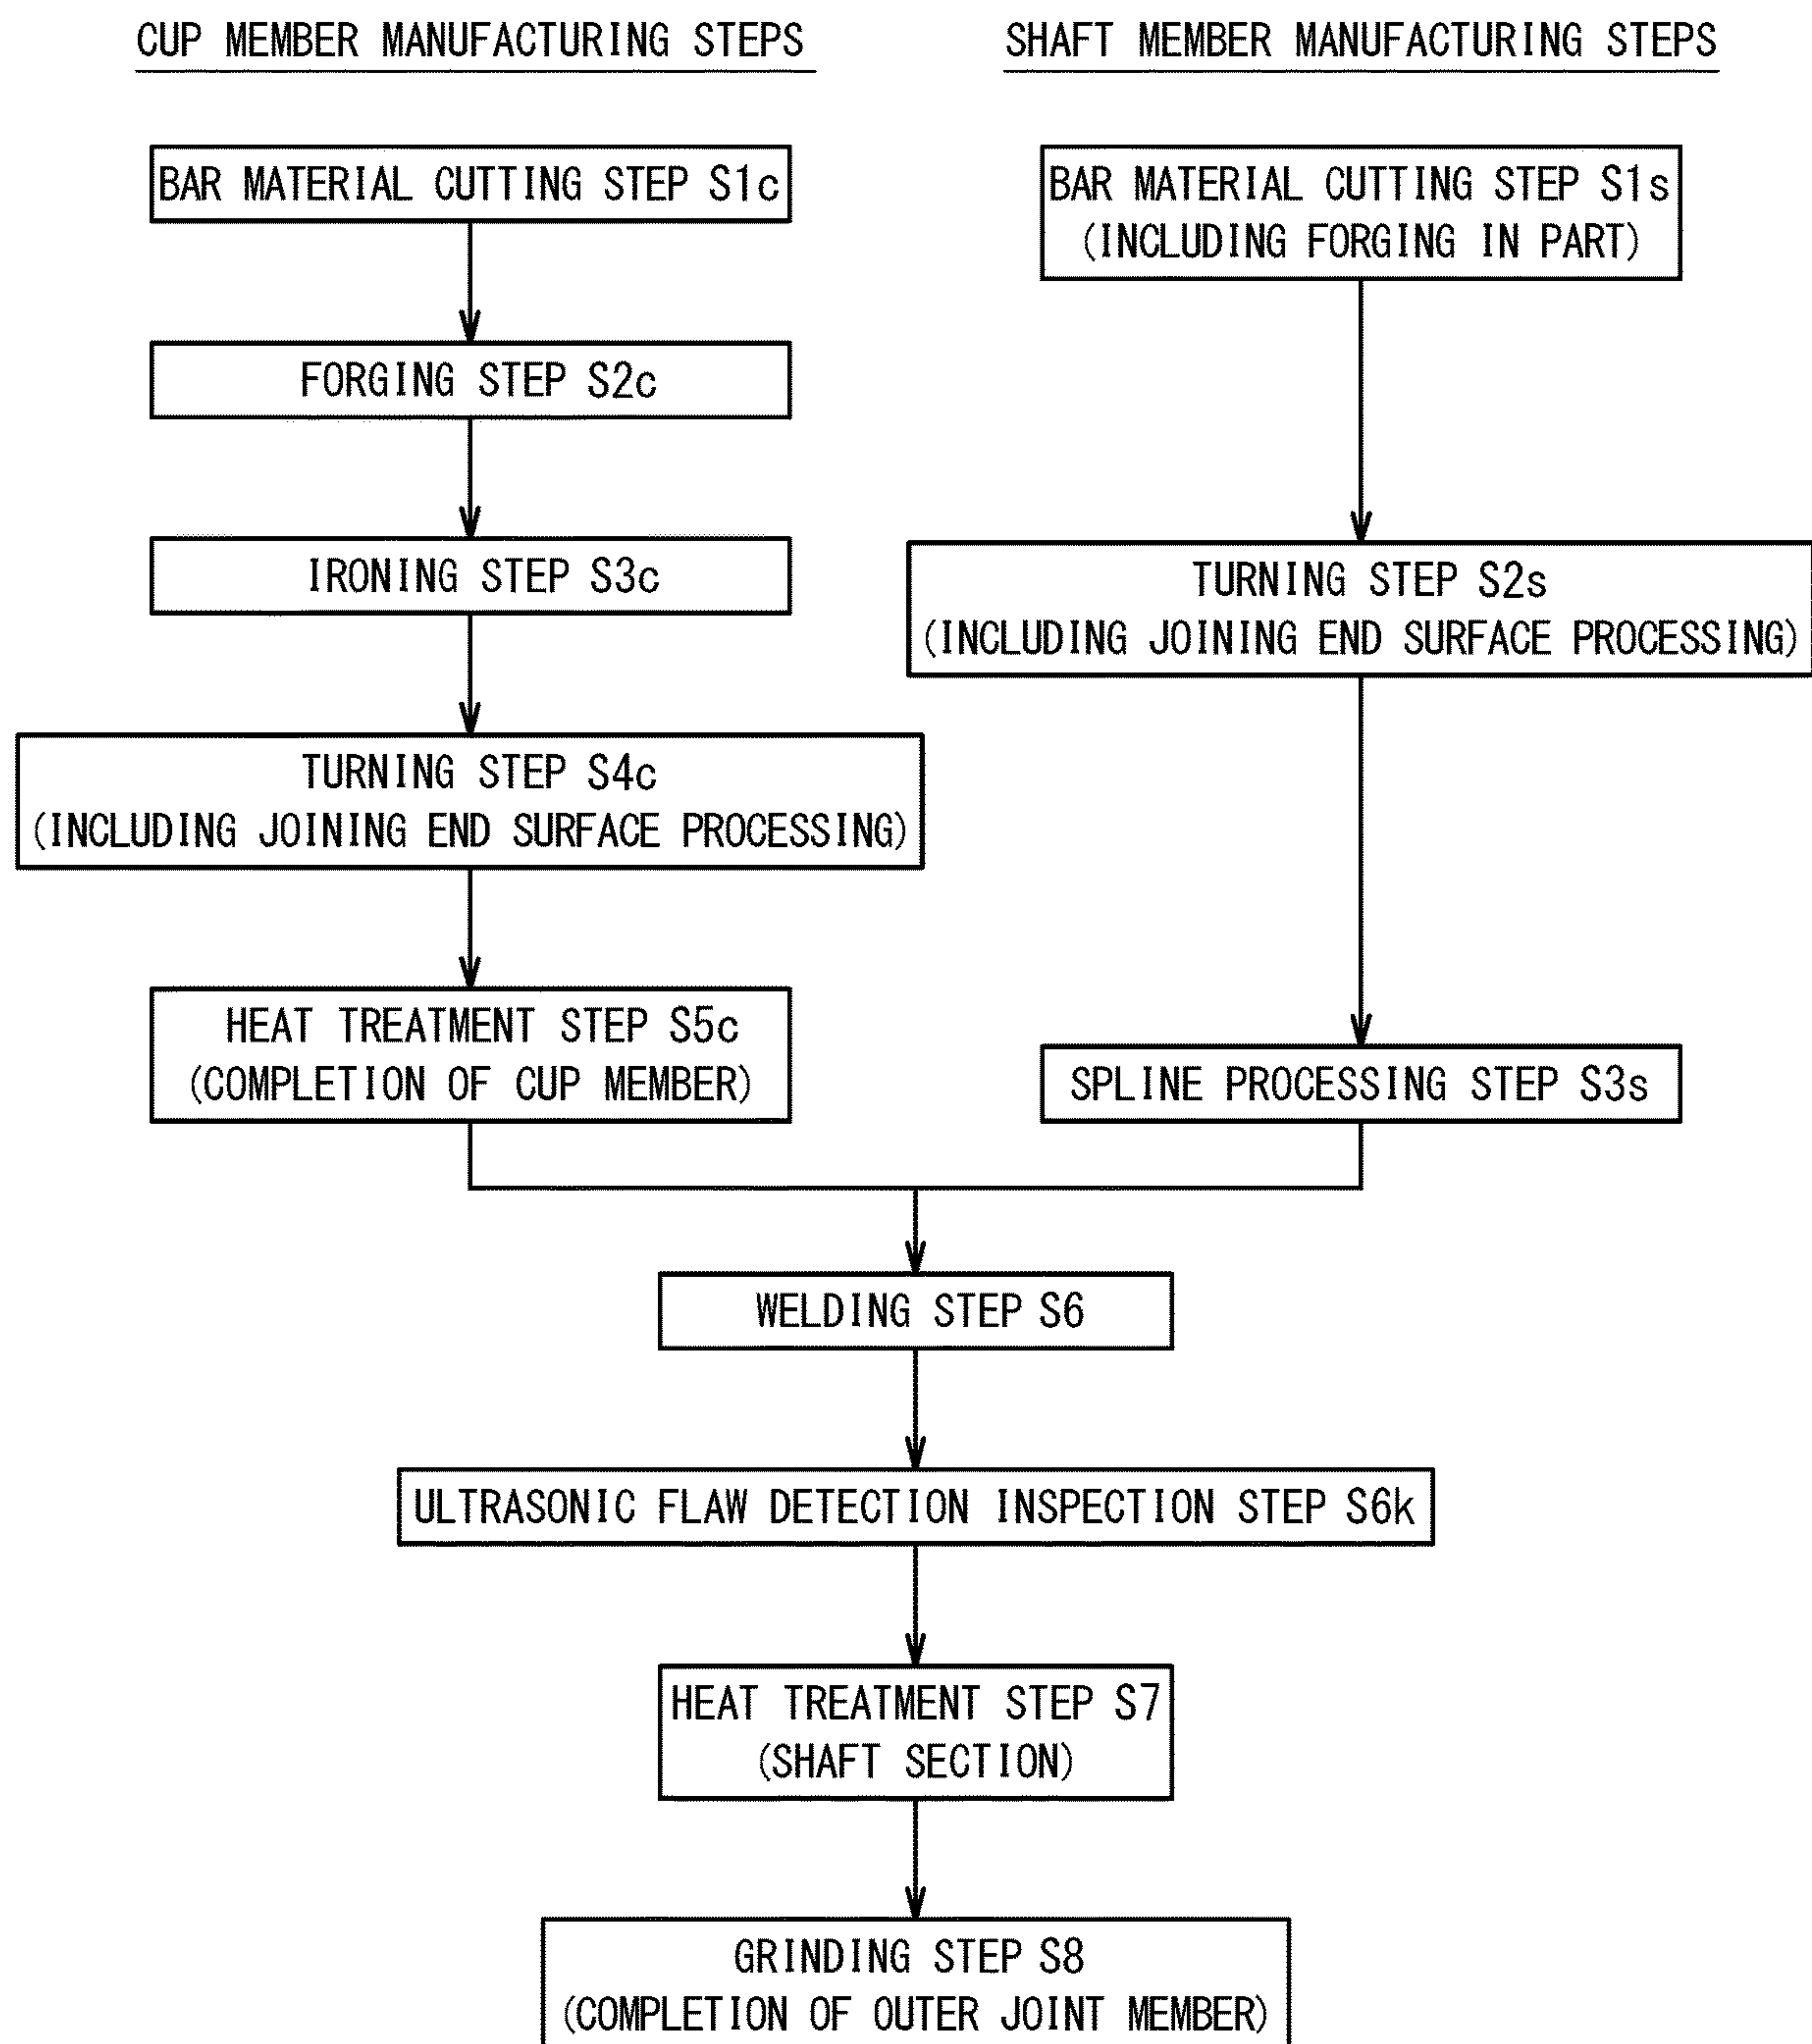 CUP MEMBER MANUFACTURING STEPS
BAR MATERIAL CUTTING STEP S1c
FORGING STEP S2c
IRONING STEP S3c
TURNING STEP S4c
(INCLUDING JOINING END SURFACE PROCESSING)
HEAT TREATMENT STEP S5c
(COMPLETION OF CUP MEMBER)
SHAFT MEMBER MANUFACTURING STEPS
BAR MATERIAL CUTTING STEP S1s
(INCLUDING FORGING IN PART)
TURNING STEP S2s
(INCLUDING JOINING END SURFACE PROCESSING)
SPLINE PROCESSING STEP S3s
WELDING STEP S6
ULTRASONIC FLAW DETECTION INSPECTION STEP S6k
HEAT TREATMENT STEP S7
(SHAFT SECTION)
GRINDING STEP S8
(COMPLETION OF OUTER JOINT MEMBER)